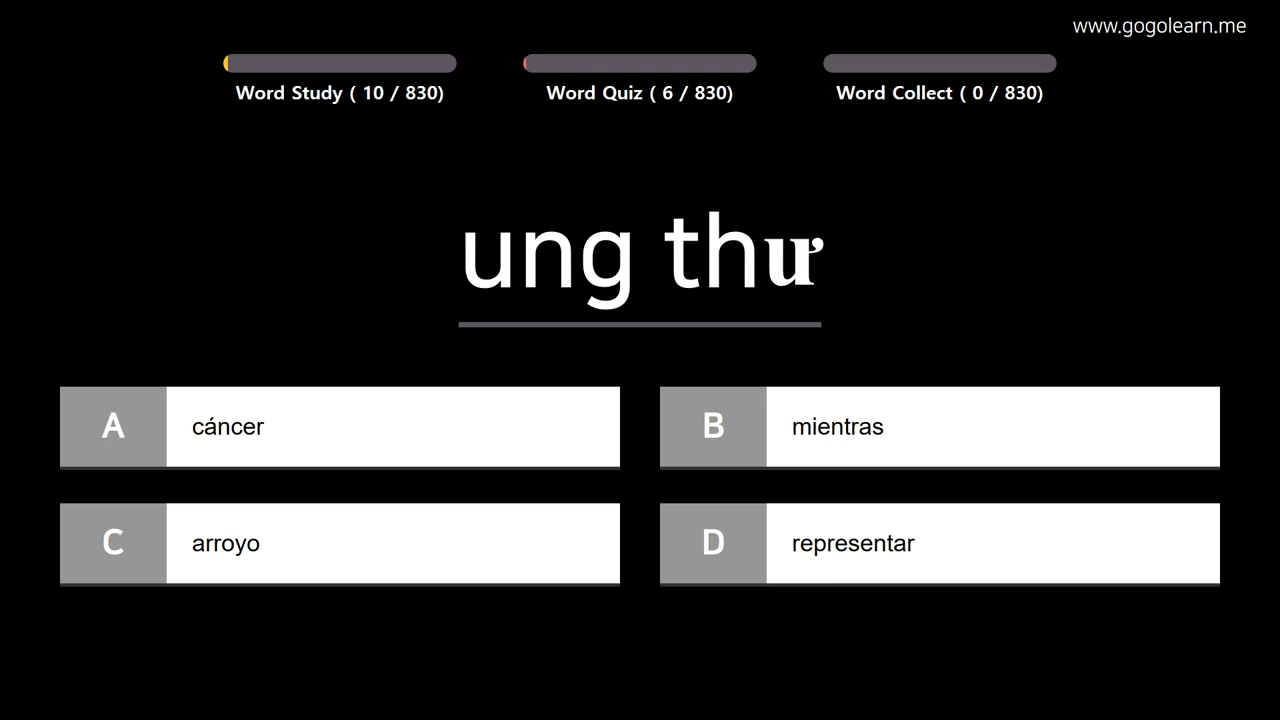 www.gogolearn.me
Word Study ( 10 / 830)
Word Quiz ( 6 / 830)
Word Collect ( 0 / 830)
ung thư
A cáncer
B mientras
C arroyo
D representar